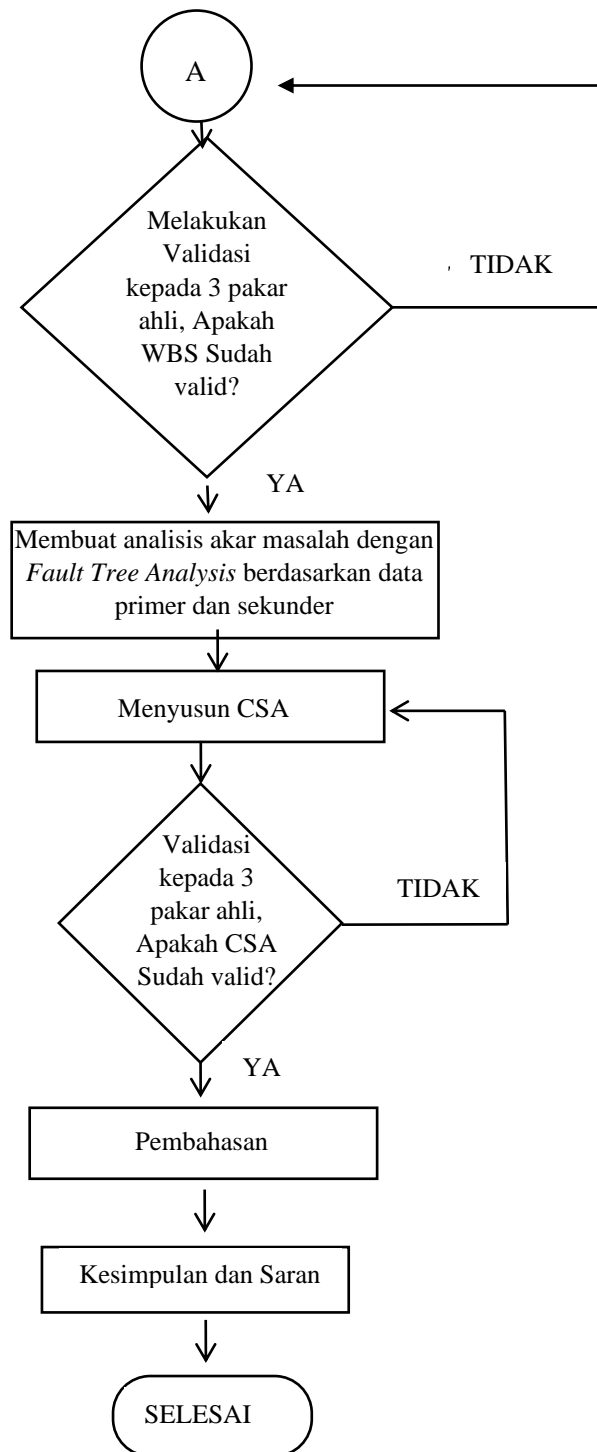 A
Melakukan
Validasi
kepada 3 pakar
ahli, Apakah
WBS Sudah
valid?
TIDAK
YA
Membuat analisis akar masalah dengan
Fault Tree Analysis berdasarkan data
primer dan sekunder
Menyusun CSA
Validasi
kepada 3
pakar ahli,
Apakah CSA
Sudah valid?
TIDAK
YA
Pembahasan
Kesimpulan dan Saran
SELESAI